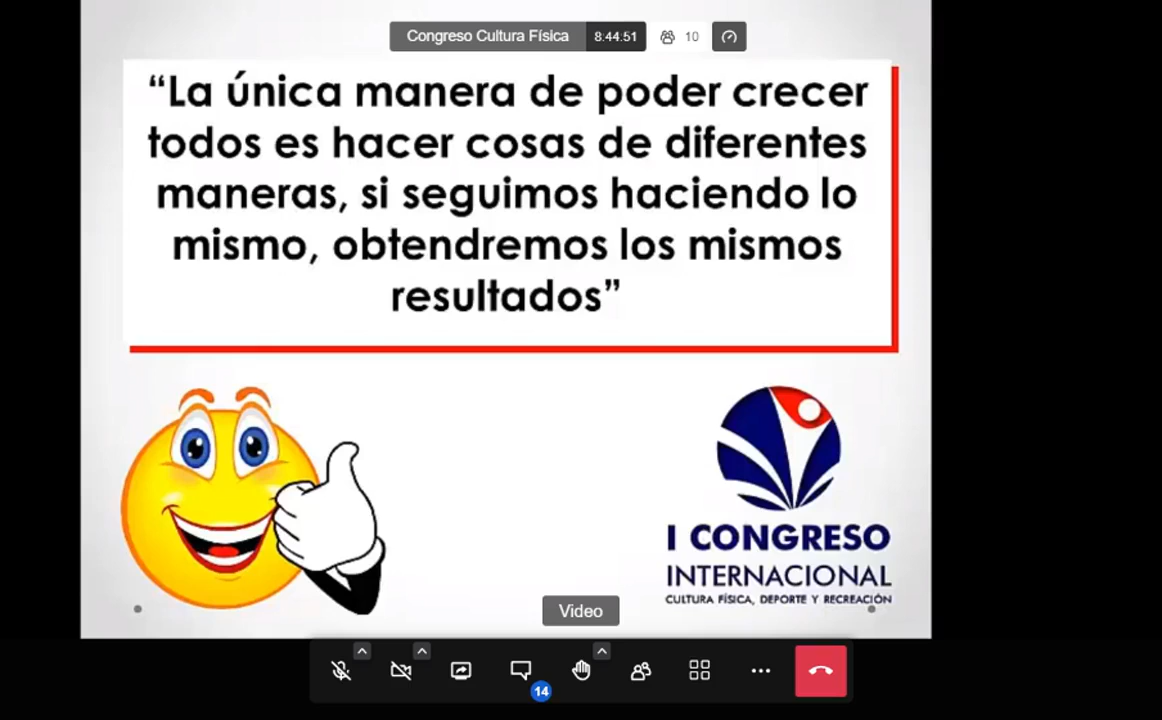 Congreso Cultura Física 8:44.51 10
“La única manera de poder crecer
todos es hacer cosas de diferentes
maneras, si seguimos haciendo lo
mismo, obtendremos los mismos
resultados”
I CONGRESO
INTERNACIONAL
CULTURA FÍSICA, DEPORTE Y RECREACIÓN
Video
14